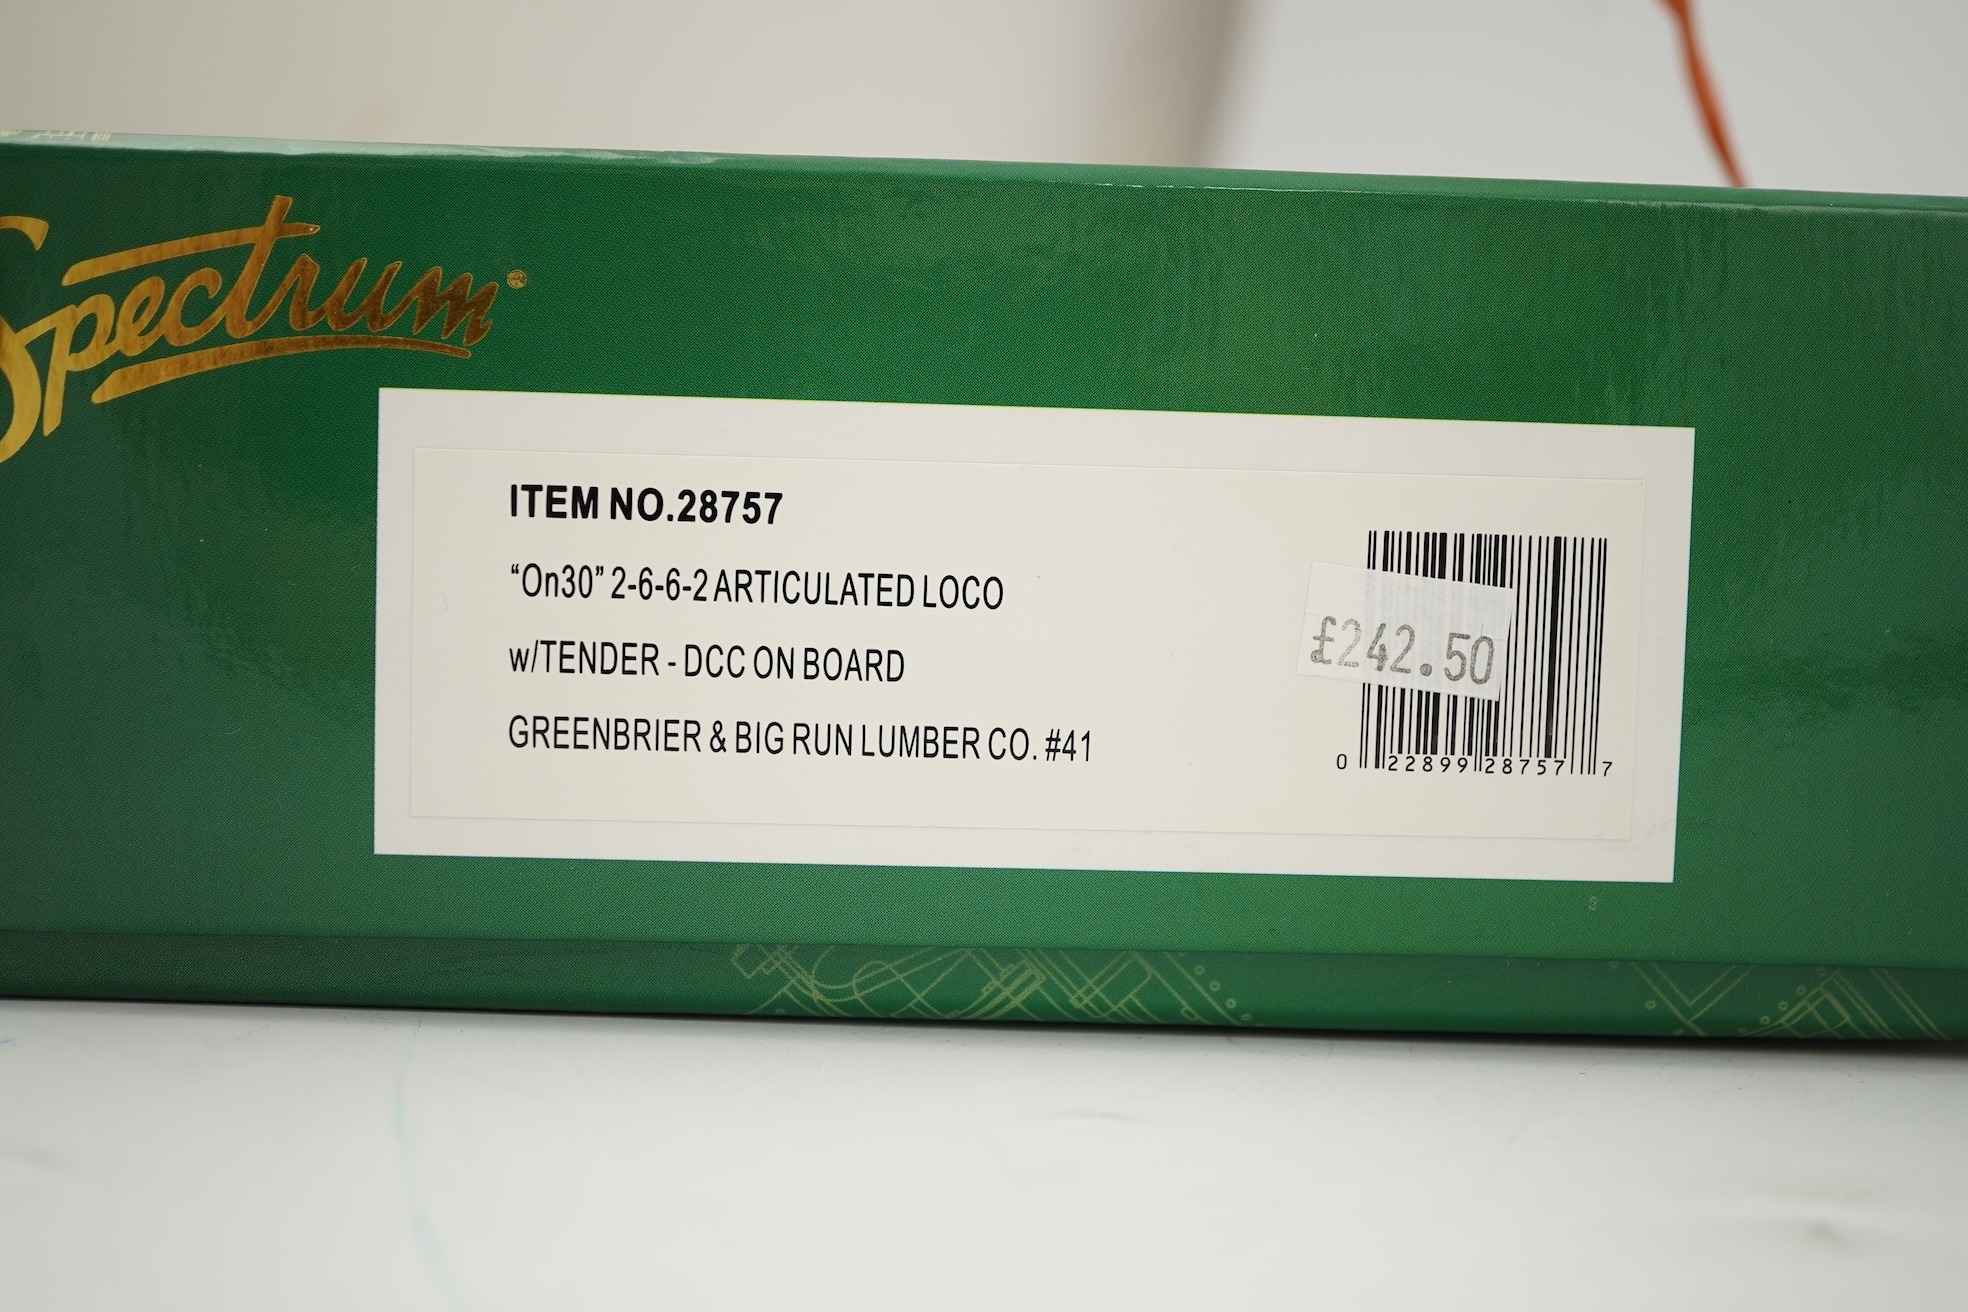 Spectrum®
ITEM NO.28757
“On30” 2-6-6-2 ARTICULATED LOCO
w/TENDER - DCC ON BOARD
GREENBRIER & BIG RUN LUMBER CO. #41
£242.50
0 22899 28757 7